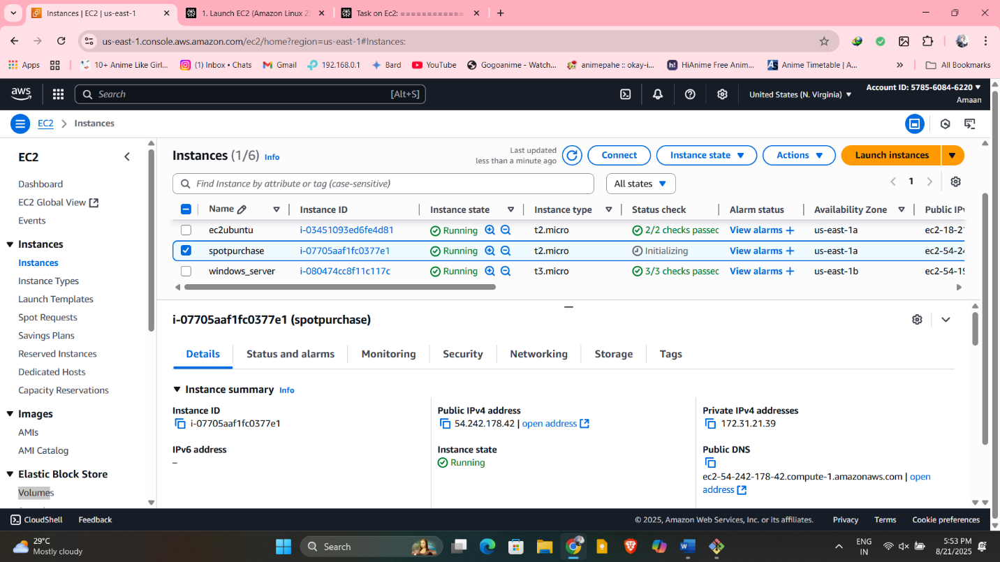 Instances | EC2 | us-east-1
1. Launch EC2 (Amazon Linux 2
Task on Ec2: =============
us-east-1.console.aws.amazon.com/ec2/home?region=us-east-1#Instances:
Apps
10+ Anime Like Girl...
(1) Inbox • Chats
Gmail
192.168.0.1
Bard
YouTube
Gogoanime - Watch...
animepahe :: okay-i...
HiAnime Free Anim...
Anime Timetable | A...
All Bookmarks
aws
Search [Alt+S]
United States (N. Virginia)
Account ID: 5785-6084-6220
Amaan
EC2 > Instances
EC2
Dashboard
EC2 Global View
Events
Instances
Instances
Instance Types
Launch Templates
Spot Requests
Savings Plans
Reserved Instances
Dedicated Hosts
Capacity Reservations
Images
AMIs
AMI Catalog
Elastic Block Store
Volumes
Instances (1/6) Info
Last updated
less than a minute ago
Connect
Instance state
Actions
Launch instances
Find Instance by attribute or tag (case-sensitive)
All states
1
Name Instance ID Instance state Instance type Status check Alarm status Availability Zone Public IPv
ec2ubuntu i-03451093ed6fe4d81 Running t2.micro 2/2 checks passed View alarms + us-east-1a ec2-18-21
spotpurchase i-07705aaf1fc0377e1 Running t2.micro Initializing View alarms + us-east-1a ec2-54-24
windows_server i-080474cc8f11c117c Running t3.micro 3/3 checks passed View alarms + us-east-1b ec2-54-19
i-07705aaf1fc0377e1 (spotpurchase)
Details
Status and alarms
Monitoring
Security
Networking
Storage
Tags
Instance summary Info
Instance ID
i-07705aaf1fc0377e1
IPv6 address
–
Public IPv4 address
54.242.178.42 | open address
Instance state
Running
Private IPv4 addresses
172.31.21.39
Public DNS
ec2-54-242-178-42.compute-1.amazonaws.com | open
address
CloudShell
Feedback
© 2025, Amazon Web Services, Inc. or its affiliates.
Privacy
Terms
Cookie preferences
29°C
Mostly cloudy
Search
ENG
IN
5:53 PM
8/21/2025